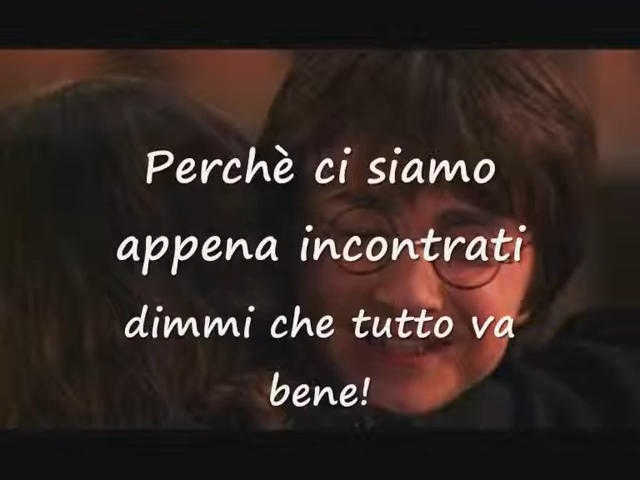 Perchè ci siamo
appena incontrati
dimmi che tutto va
bene!